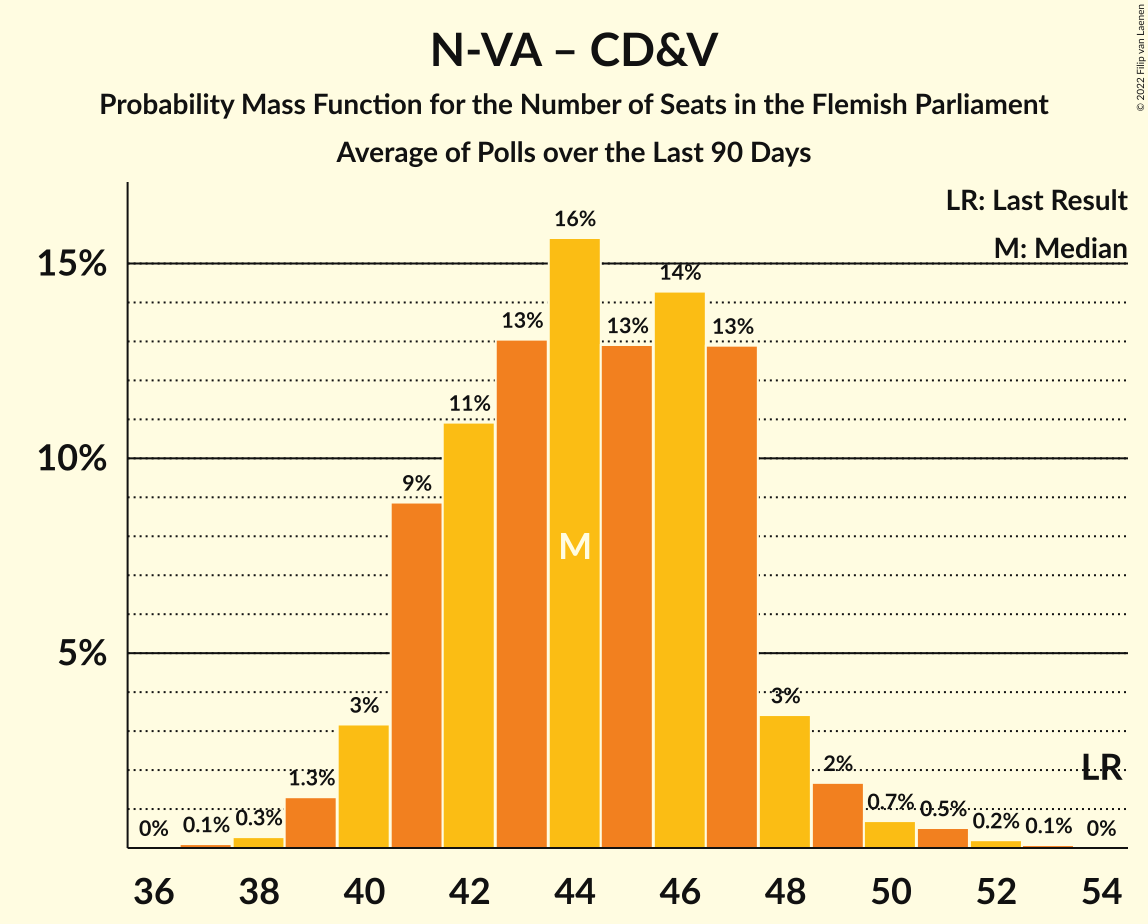 N-VA – CD&V
Probability Mass Function for the Number of Seats in the Flemish Parliament
Average of Polls over the Last 90 Days
© 2022 Filip van Laenen
LR: Last Result
M: Median
15%
10%
5%
0%
0.1%
0.3%
1.3%
3%
9%
11%
13%
16%
13%
14%
13%
3%
2%
0.7%
0.5%
0.2%
0.1%
0%
M
LR
36 38 40 42 44 46 48 50 52 54